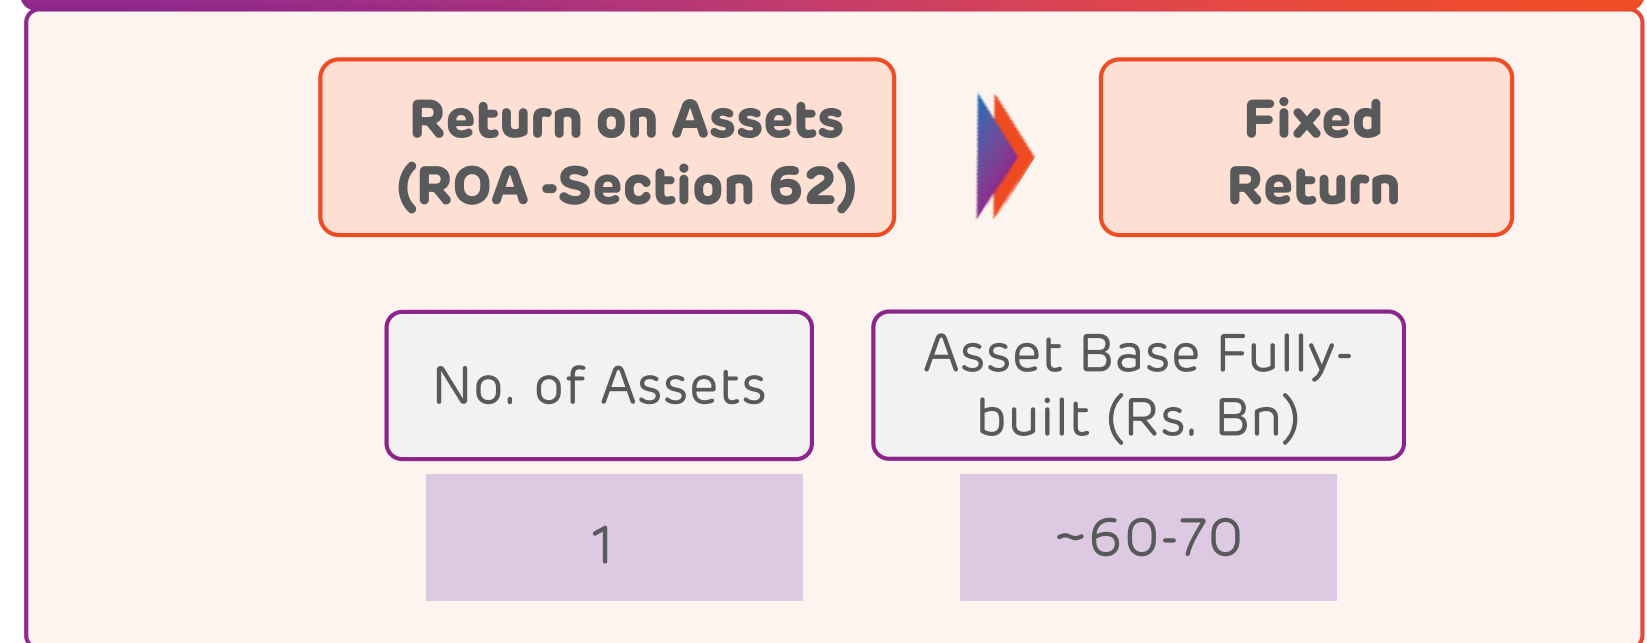 Return on Assets
(ROA -Section 62)
Fixed
Return
No. of Assets
Asset Base Fully-
built (Rs. Bn)
1
~60-70